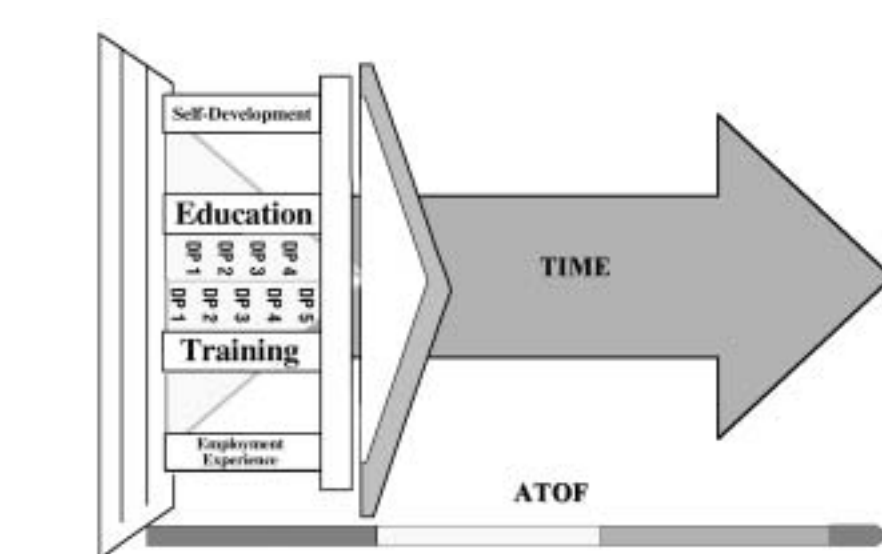 Self-Development
Education
DP 1 DP 2 DP 3 DP 4
DP 1 DP 2 DP 3 DP 4 DP 5
Training
Employment
Experience
TIME
ATOF